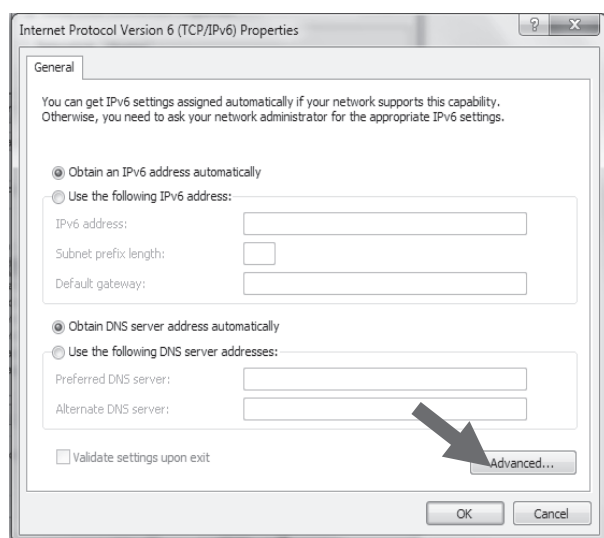 Internet Protocol Version 6 (TCP/IPv6) Properties
General
You can get IPv6 settings assigned automatically if your network supports this capability.
Otherwise, you need to ask your network administrator for the appropriate IPv6 settings.
Obtain an IPv6 address automatically
Use the following IPv6 address:
IPv6 address:
Subnet prefix length:
Default gateway:
Obtain DNS server address automatically
Use the following DNS server addresses:
Preferred DNS server:
Alternate DNS server:
Validate settings upon exit
Advanced...
OK
Cancel